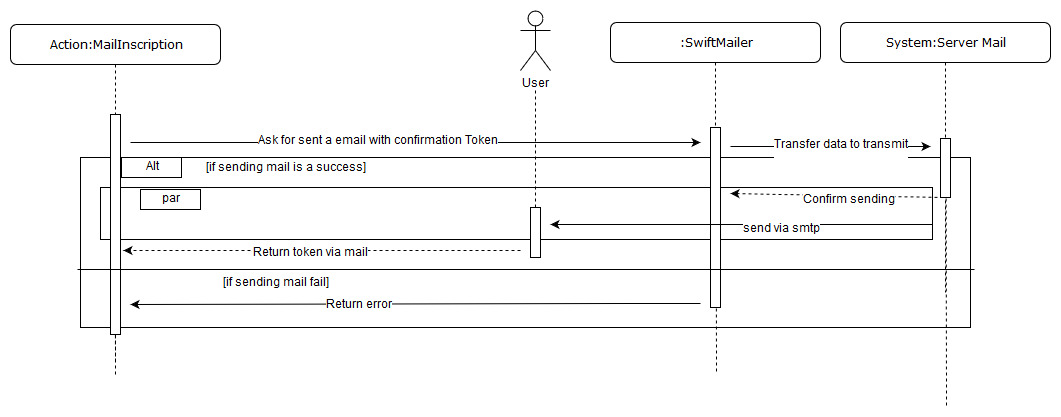 Action:MailInscription
User
:SwiftMailer
System:Server Mail
Ask for sent a email with confirmation Token
Transfer data to transmit
Alt
[if sending mail is a success]
par
Confirm sending
send via smtp
Return token via mail
[if sending mail fail]
Return error